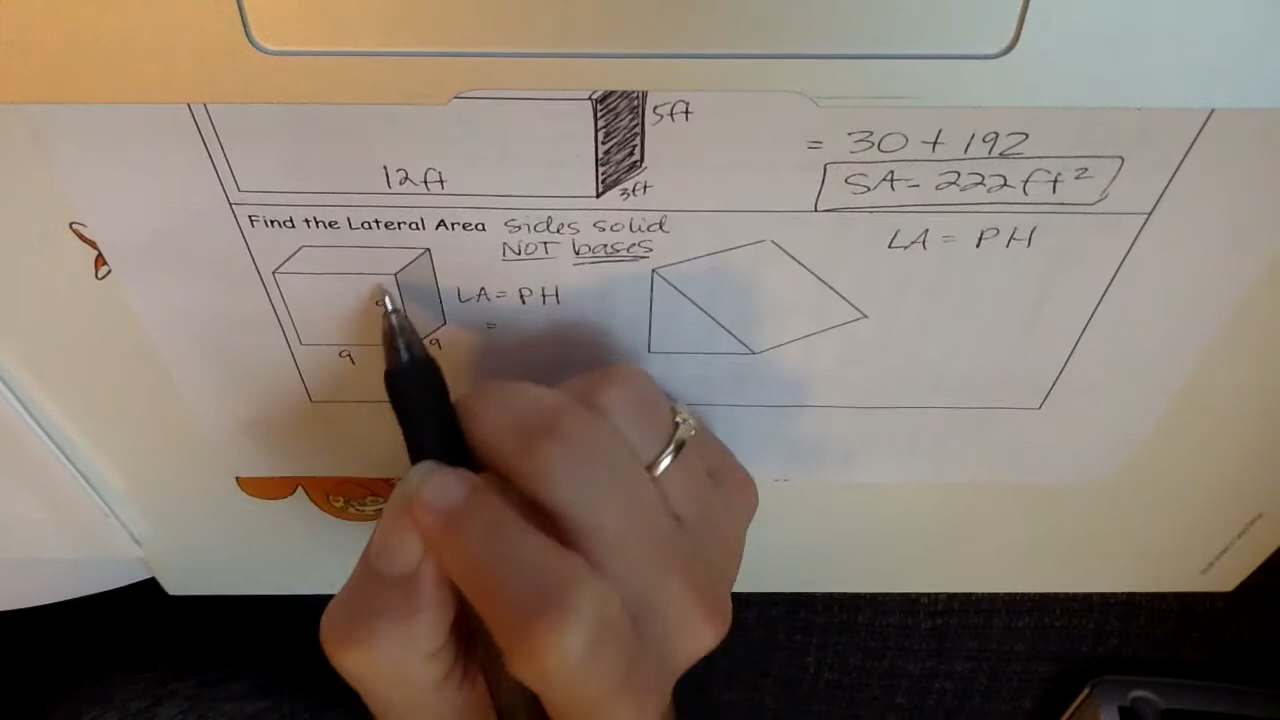 5ft
= 30 + 192
12ft
3ft
SA = 222ft²
Find the Lateral Area sides solid
NOT bases
LA = PH
LA = PH
=
9
9